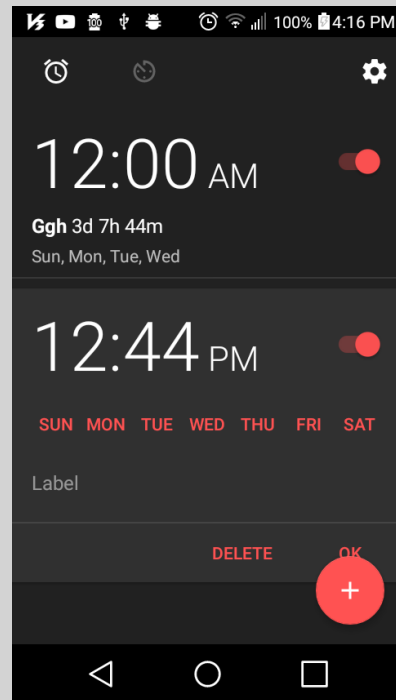 100% 4:16 PM
12:00 AM
Ggh 3d 7h 44m
Sun, Mon, Tue, Wed
12:44 PM
SUN MON TUE WED THU FRI SAT
Label
DELETE OK